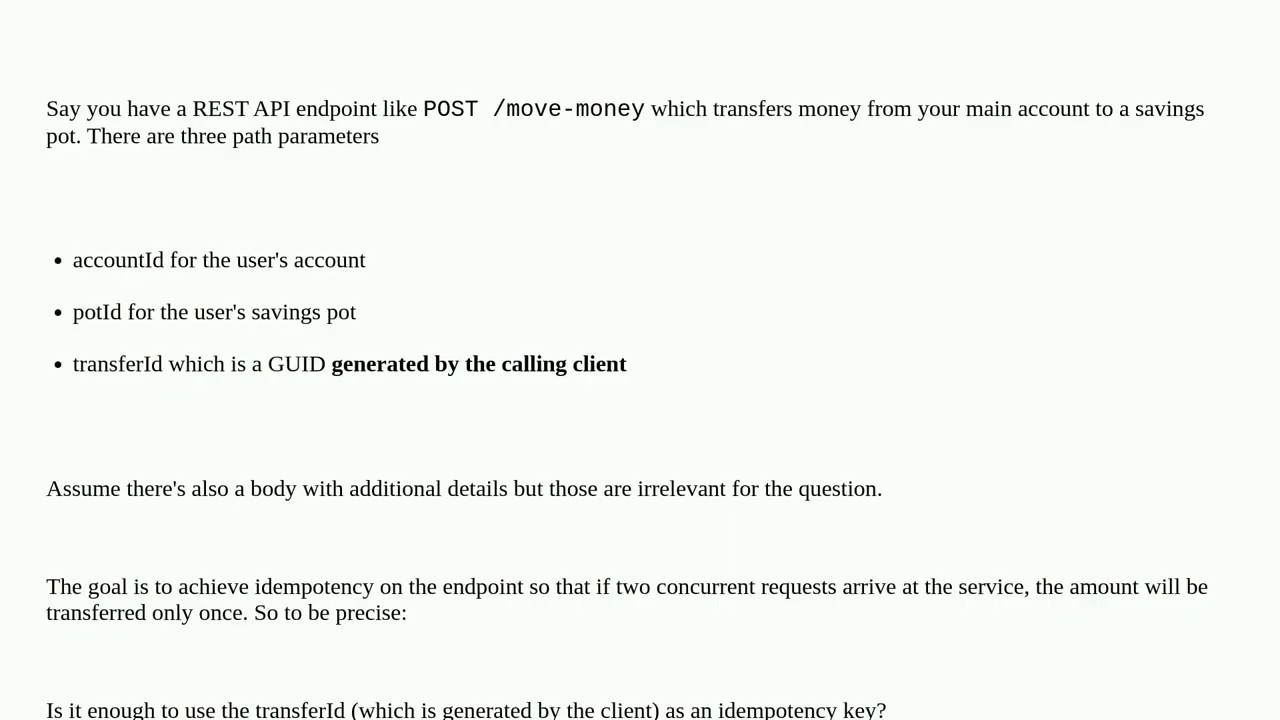 Say you have a REST API endpoint like POST /move-money which transfers money from your main account to a savings
pot. There are three path parameters
• accountId for the user's account
• potId for the user's savings pot
• transferId which is a GUID generated by the calling client
Assume there's also a body with additional details but those are irrelevant for the question.
The goal is to achieve idempotency on the endpoint so that if two concurrent requests arrive at the service, the amount will be
transferred only once. So to be precise:
Is it enough to use the transferId (which is generated by the client) as an idempotency key?